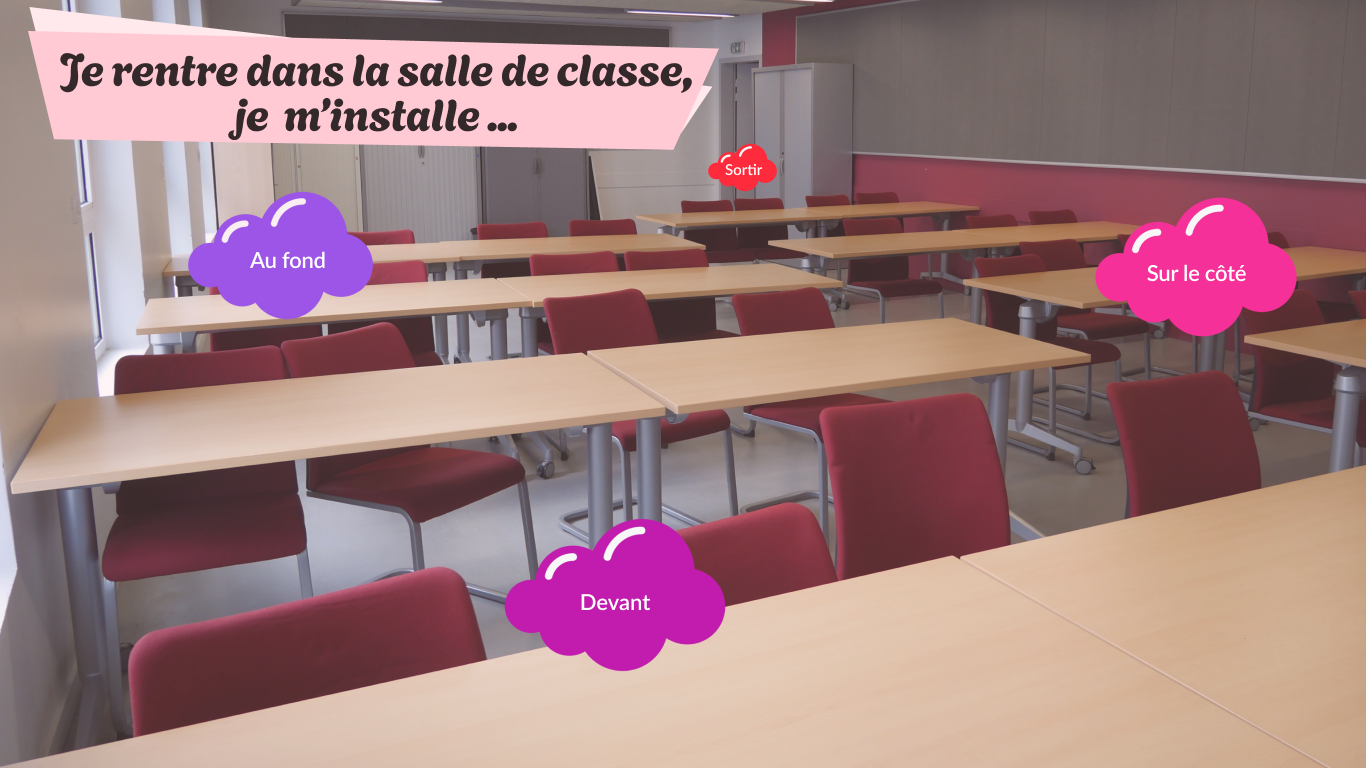 Je rentre dans la salle de classe,
je m'installe ...
Sortir
Au fond
Sur le côté
Devant